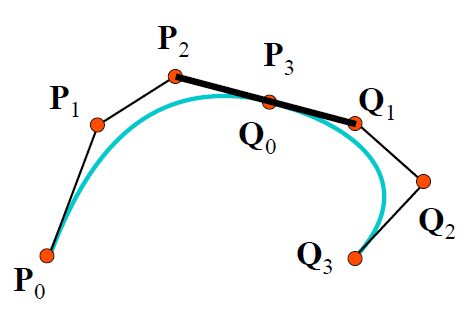 P₂
P₃
P₁
Q₁
Q₀
Q₂
Q₃
P₀